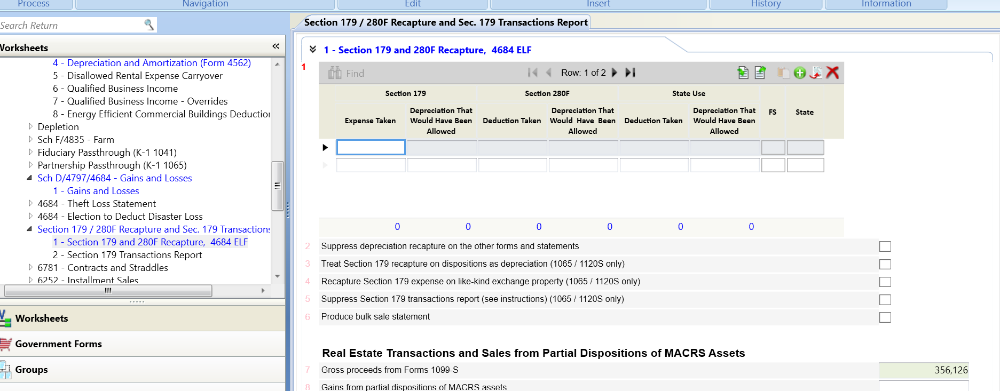 Process
Navigation
Edit
Insert
History
Information
Search Return
Worksheets
«
4 - Depreciation and Amortization (Form 4562)
5 - Disallowed Rental Expense Carryover
6 - Qualified Business Income
7 - Qualified Business Income - Overrides
8 - Energy Efficient Commercial Buildings Deduction
Depletion
Sch F/4835 - Farm
Fiduciary Passthrough (K-1 1041)
Partnership Passthrough (K-1 1065)
Sch D/4797/4684 - Gains and Losses
1 - Gains and Losses
4684 - Theft Loss Statement
4684 - Election to Deduct Disaster Loss
Section 179 / 280F Recapture and Sec. 179 Transactions
1 - Section 179 and 280F Recapture,  4684 ELF
2 - Section 179 Transactions Report
6781 - Contracts and Straddles
6252 - Installment Sales
Worksheets
Government Forms
Groups
Section 179 / 280F Recapture and Sec. 179 Transactions Report
1 - Section 179 and 280F Recapture,  4684 ELF
1
Find
Row: 1 of 2
Section 179
Section 280F
State Use
Expense Taken
Depreciation That Would Have Been Allowed
Deduction Taken
Depreciation That Would Have Been Allowed
Deduction Taken
Depreciation That Would Have Been Allowed
FS
State
0 0 0 0 0 0
2 Suppress depreciation recapture on the other forms and statements
3 Treat Section 179 recapture on dispositions as depreciation (1065 / 1120S only)
4 Recapture Section 179 expense on like-kind exchange property (1065 / 1120S only)
5 Suppress Section 179 transactions report (see instructions) (1065 / 1120S only)
6 Produce bulk sale statement
Real Estate Transactions and Sales from Partial Dispositions of MACRS Assets
7 Gross proceeds from Forms 1099-S 356,126
8 Gains from partial dispositions of MACRS assets